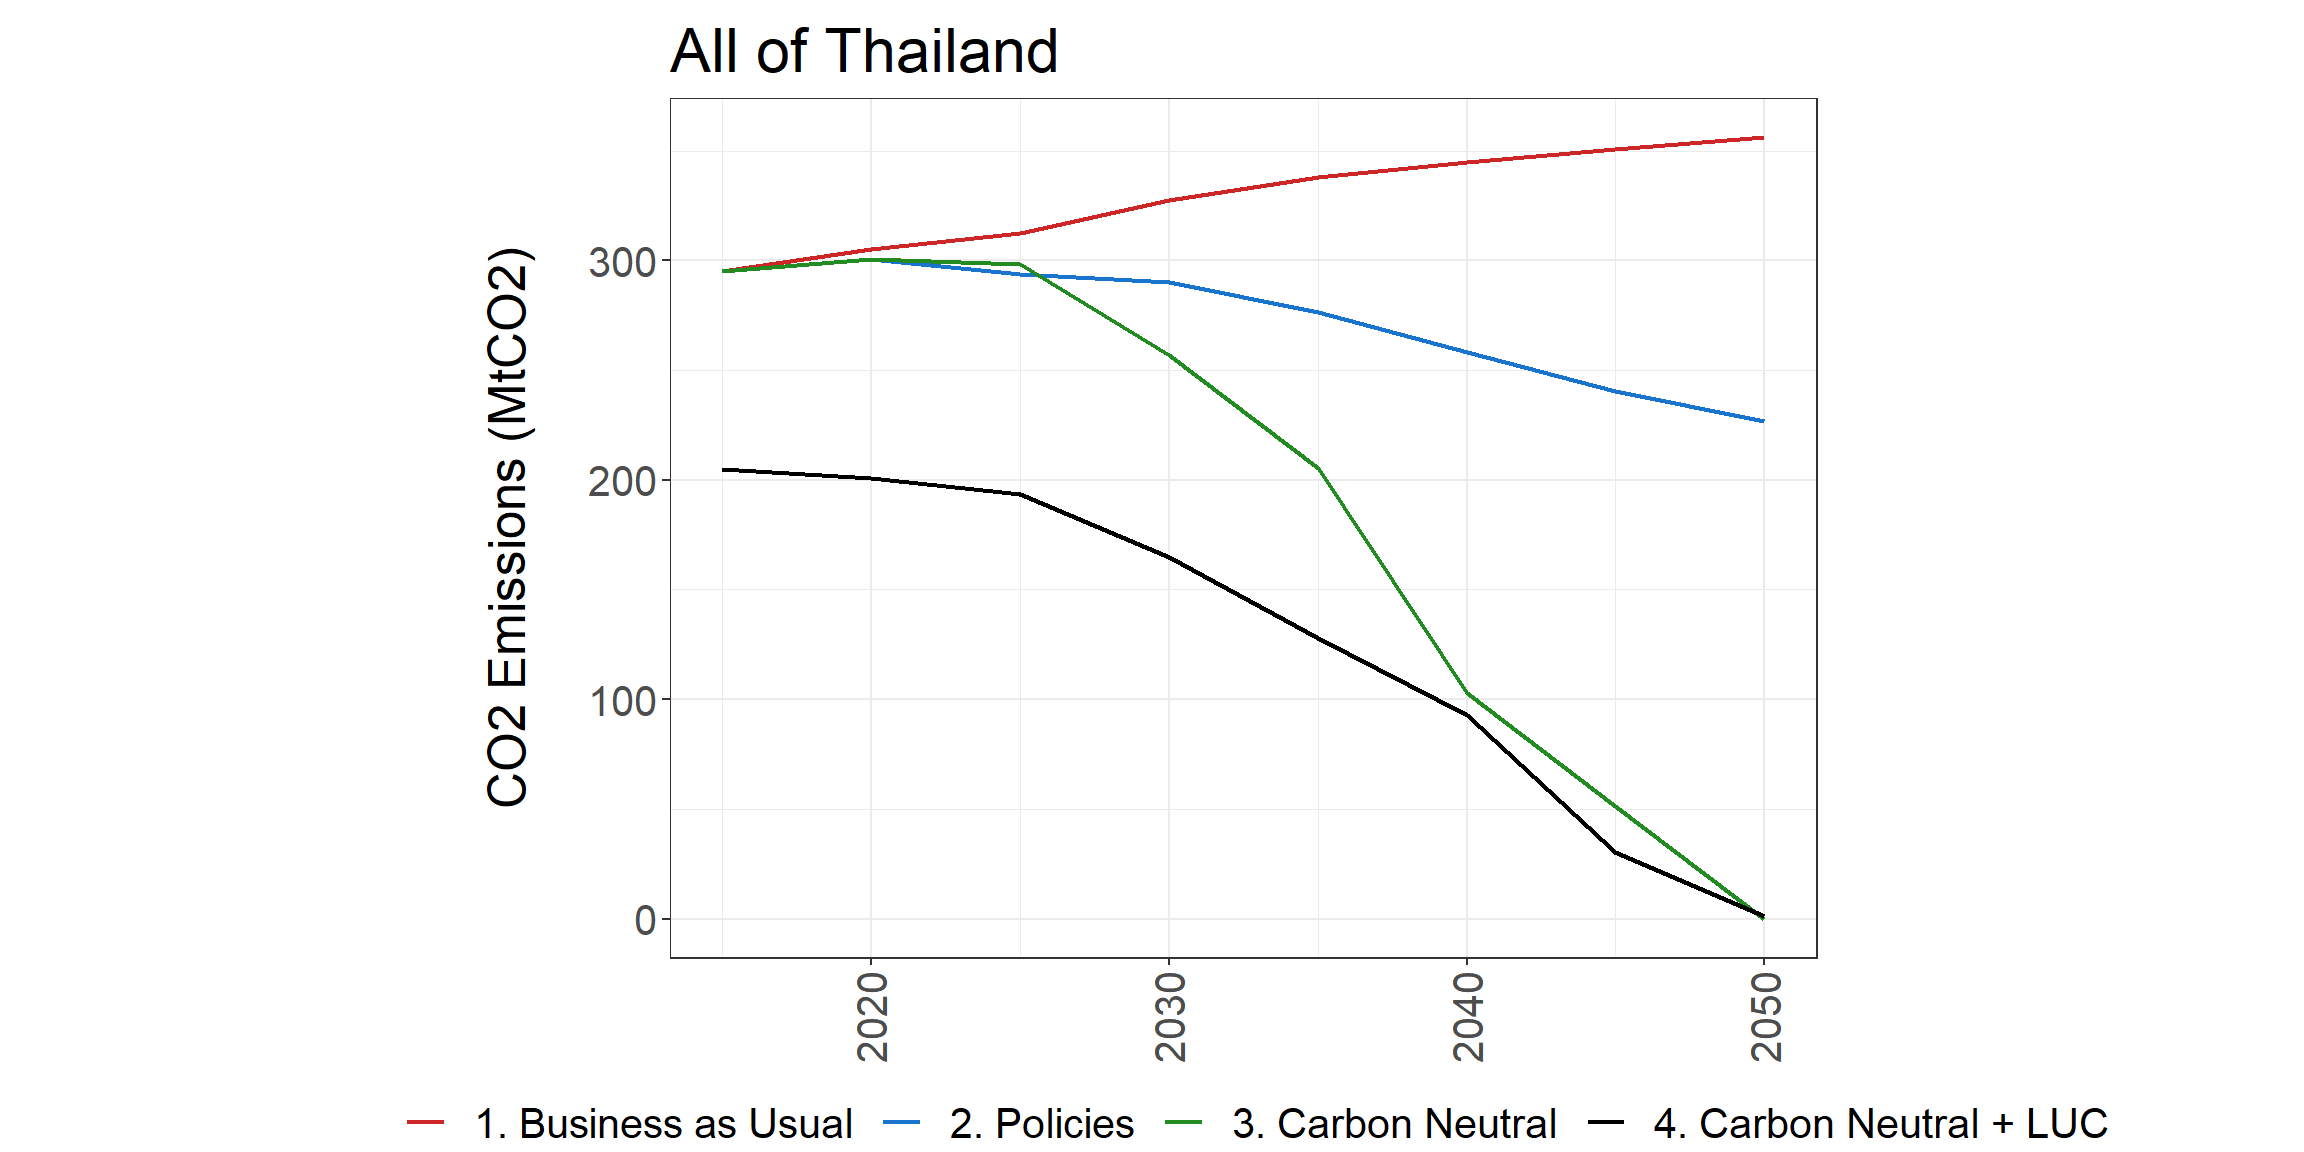 All of Thailand
CO2 Emissions (MtCO2)
300
200
100
0
2020
2030
2040
2050
1. Business as Usual
2. Policies
3. Carbon Neutral
4. Carbon Neutral + LUC